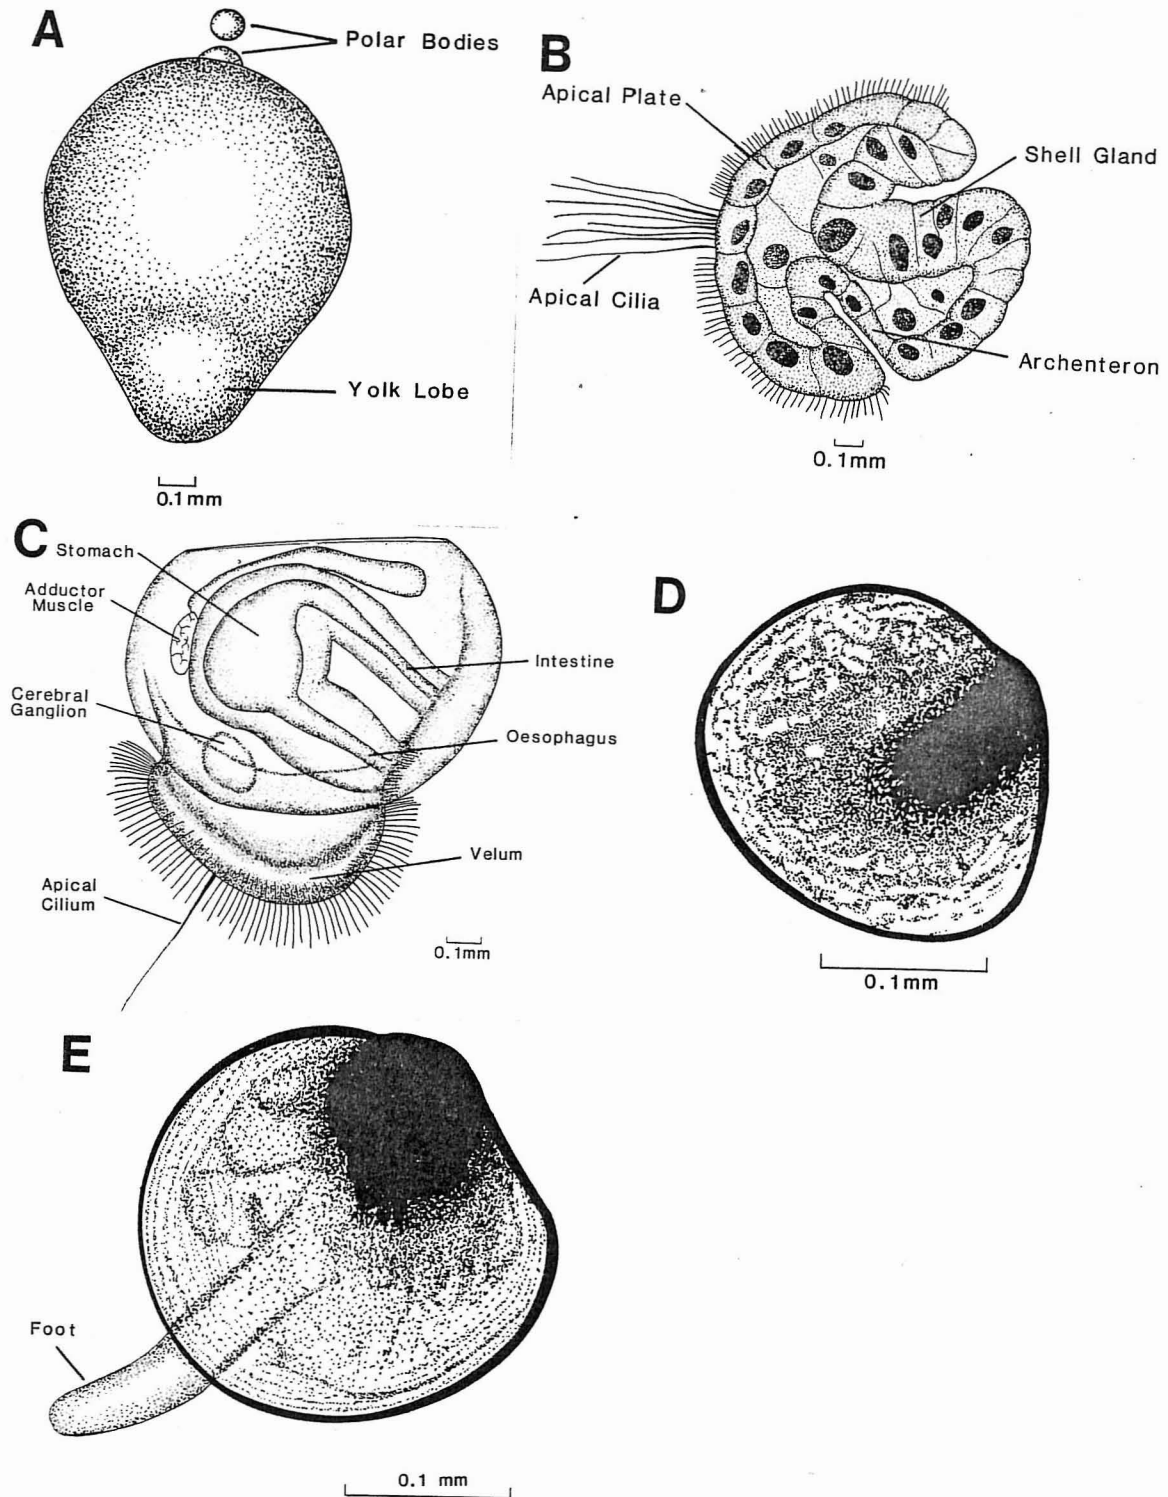 A
Polar Bodies
Yolk Lobe
0.1mm
B
Apical Plate
Shell Gland
Apical Cilia
Archenteron
0.1mm
C
Stomach
Adductor
Muscle
Cerebral
Ganglion
Intestine
Oesophagus
Velum
Apical
Cilium
0.1mm
D
0.1mm
E
Foot
0.1 mm